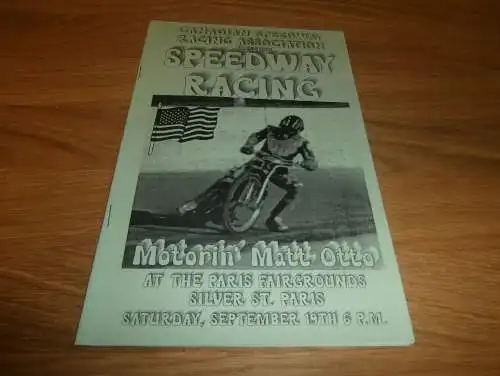 CANADIAN SPEEDWAY
RACING ASSOCIATION
SPEEDWAY
RACING
Motorin' Matt Otto
AT THE PARIS FAIRGROUNDS
SILVER ST. PARIS
SATURDAY, SEPTEMBER 19TH 6 P.M.